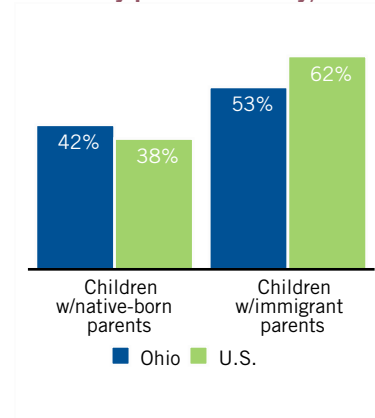 62%
53%
42%
38%
Children
w/native-born
parents
Children
w/immigrant
parents
Ohio
U.S.